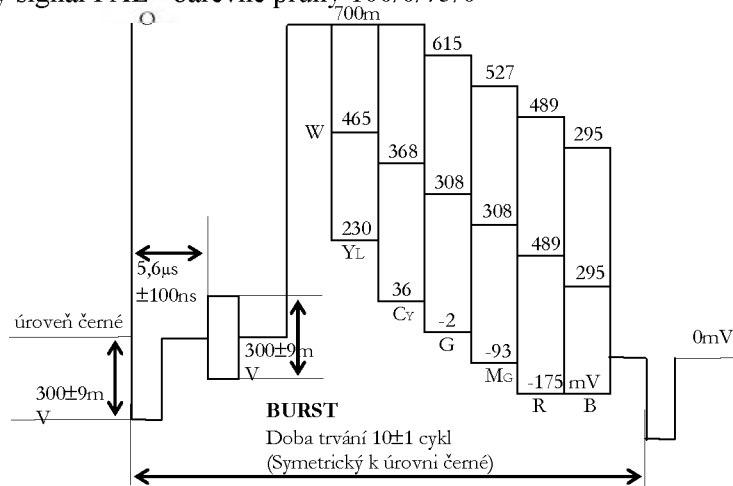 signál PAL - barevné pruhy 100/0/75/0
700m
615
527
489
295
W
465
368
308
308
489
295
230
YL
36
CY
-2
G
-93
MG
-175 mV
R
B
5,6µs
±100ns
úroveň černé
300±9m
V
300±9m
V
0mV
BURST
Doba trvání 10±1 cykl
(Symetrický k úrovni černé)